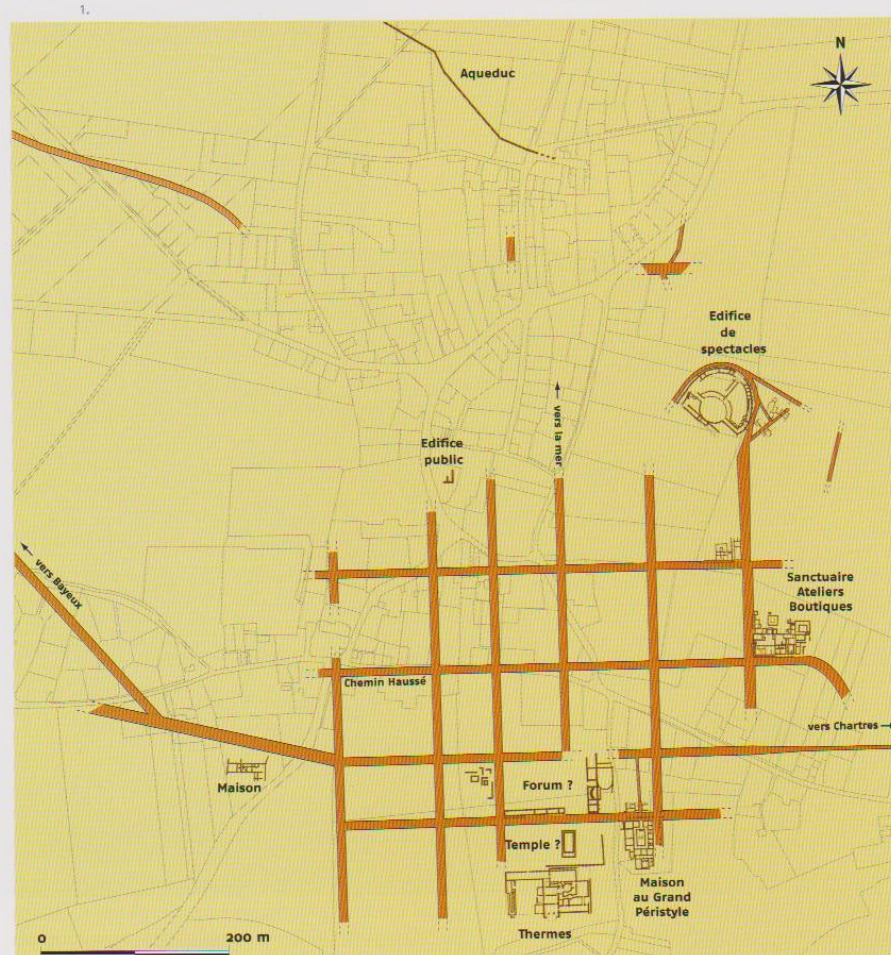 1.
N
Aqueduc
Edifice
de
spectacles
vers la mer
Edifice
public
vers Bayeux
Sanctuaire
Ateliers
Boutiques
Chemin Haussé
vers Chartres
Maison
Forum ?
Temple ?
Maison
au Grand
Péristyle
Thermes
0
200 m